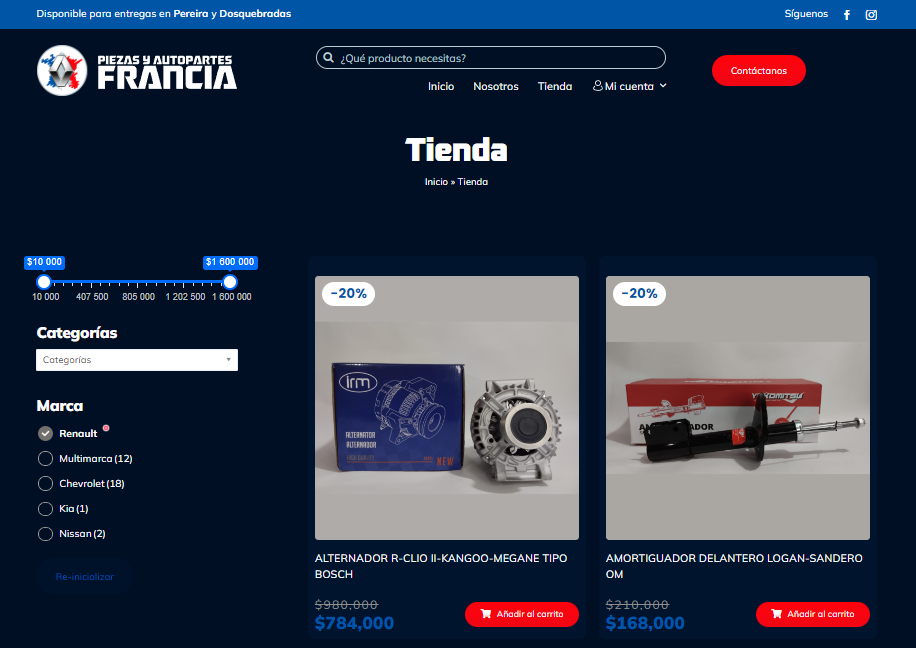 Disponible para entregas en Pereira y Dosquebradas
Síguenos
PIEZAS Y AUTOPARTES
FRANCIA
¿Qué producto necesitas?
Inicio
Nosotros
Tienda
Mi cuenta
Contáctanos
Tienda
Inicio » Tienda
$10 000
$1 600 000
10 000
407 500
805 000
1 202 500
1 600 000
Categorías
Categorías
Marca
Renault
Multimarca (12)
Chevrolet (18)
Kia (1)
Nissan (2)
Re-inicializar
-20%
irm
ALTERNATOR
ALTERNADOR
NEW
ALTERNADOR R-CLIO II-KANGOO-MEGANE TIPO
BOSCH
$980,000
$784,000
Añadir al carrito
-20%
YOKOMITSU
AMORTIGUADOR DELANTERO LOGAN-SANDERO
OM
$210,000
$168,000
Añadir al carrito